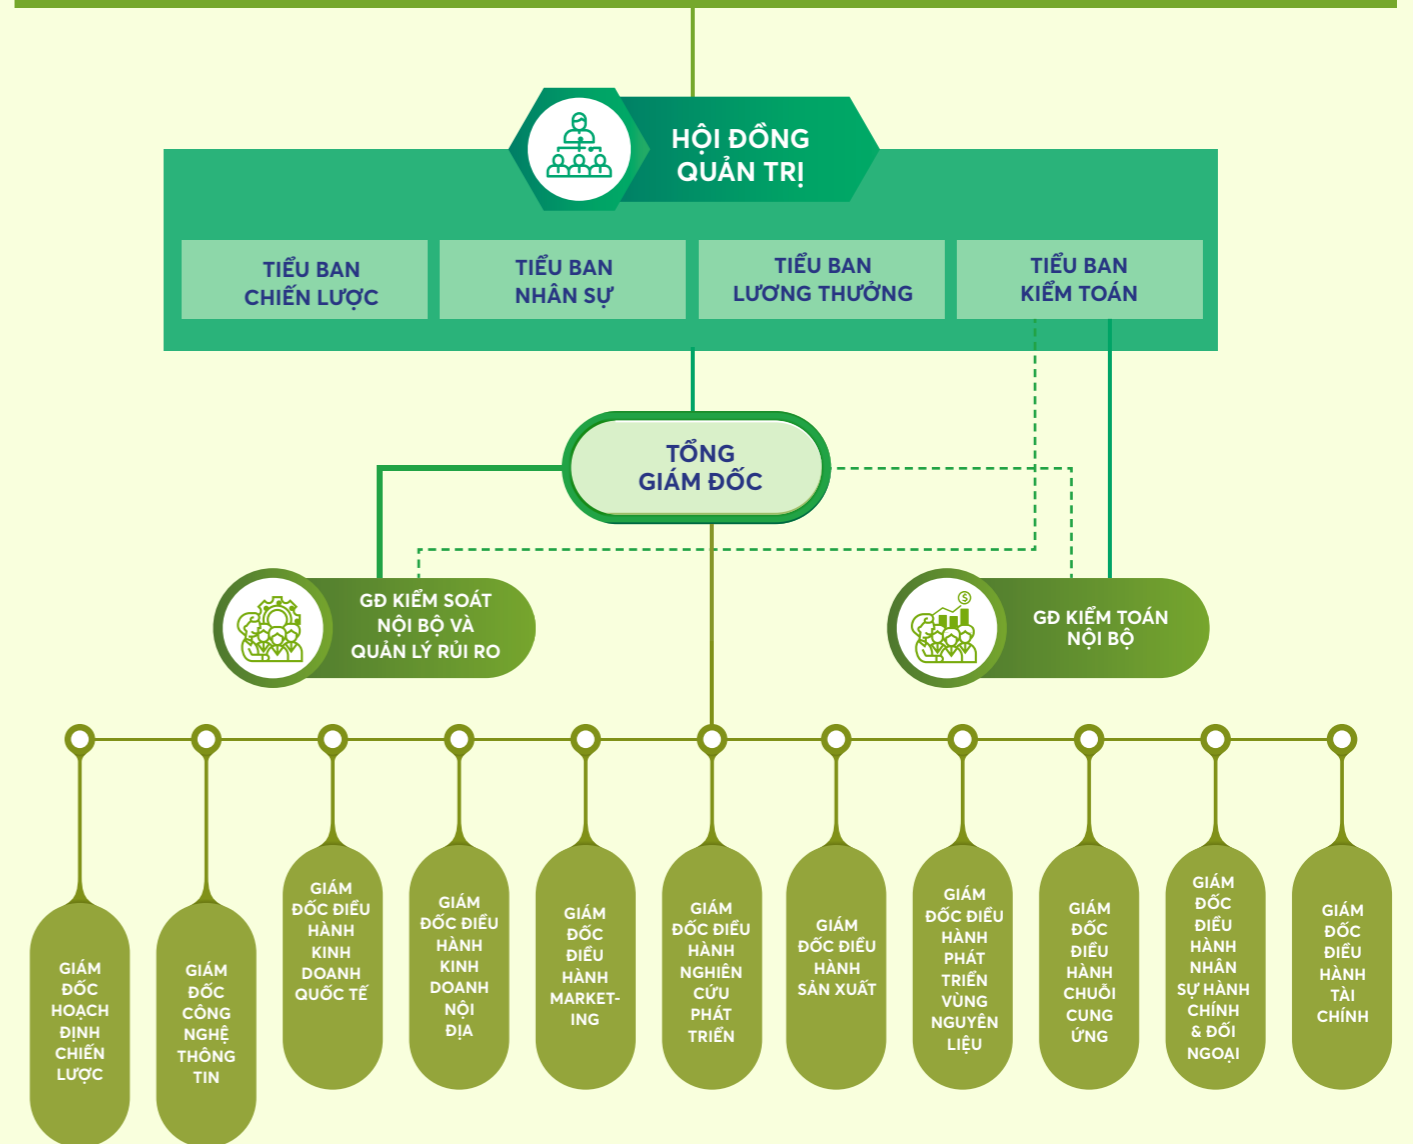 HỘI ĐỒNG
QUẢN TRỊ
TIỂU BAN
CHIẾN LƯỢC
TIỂU BAN
NHÂN SỰ
TIỂU BAN
LƯƠNG THƯỞNG
TIỂU BAN
KIỂM TOÁN
TỔNG
GIÁM ĐỐC
GĐ KIỂM SOÁT
NỘI BỘ VÀ
QUẢN LÝ RỦI RO
$
GĐ KIỂM TOÁN
NỘI BỘ
GIÁM
ĐỐC
HOẠCH
ĐỊNH
CHIẾN
LƯỢC
GIÁM
ĐỐC
CÔNG
NGHỆ
THÔNG
TIN
GIÁM
ĐỐC ĐIỀU
HÀNH
KINH
DOANH
QUỐC TẾ
GIÁM
ĐỐC ĐIỀU
HÀNH
KINH
DOANH
NỘI
ĐỊA
GIÁM
ĐỐC
ĐIỀU
HÀNH
MARKET-
ING
GIÁM
ĐỐC ĐIỀU
HÀNH
NGHIÊN
CỨU
PHÁT
TRIỂN
GIÁM
ĐỐC ĐIỀU
HÀNH
SẢN XUẤT
GIÁM
ĐỐC ĐIỀU
HÀNH
PHÁT
TRIỂN
VÙNG
NGUYÊN
LIỆU
GIÁM
ĐỐC
ĐIỀU
HÀNH
CHUỖI
CUNG
ỨNG
GIÁM
ĐỐC
ĐIỀU
HÀNH
NHÂN
SỰ HÀNH
CHÍNH
& ĐỐI
NGOẠI
GIÁM
ĐỐC
ĐIỀU
HÀNH
TÀI
CHÍNH